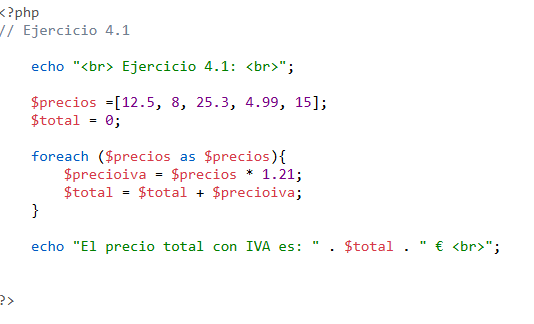 <?php
// Ejercicio 4.1
echo "<br> Ejercicio 4.1: <br>";
$precios =[12.5, 8, 25.3, 4.99, 15];
$total = 0;
foreach ($precios as $precios){
$precioiva = $precios * 1.21;
$total = $total + $precioiva;
}
echo "El precio total con IVA es: " . $total . " € <br>";
?>